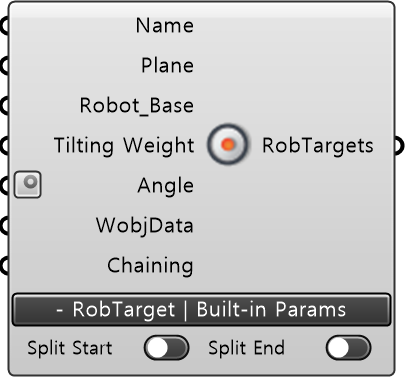 Name
Plane
Robot_Base
Tilting Weight
RobTargets
Angle
WobjData
Chaining
- RobTarget | Built-in Params
Split Start
Split End